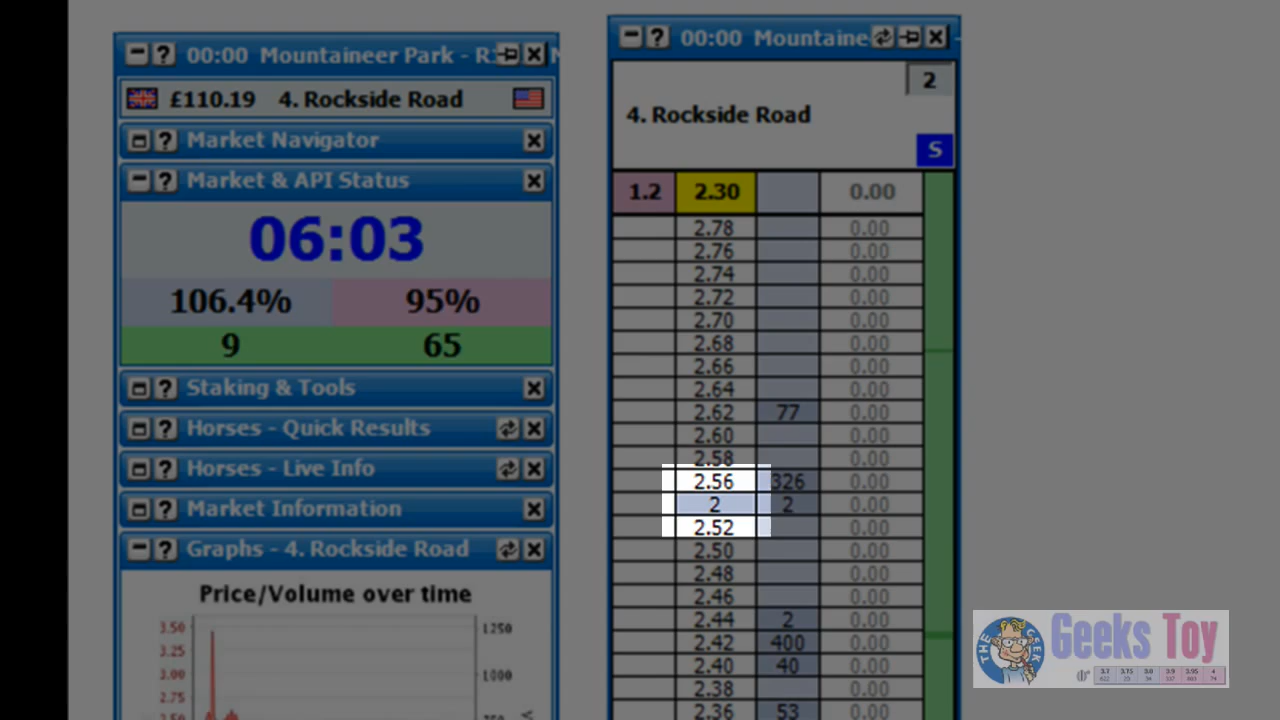 00:00 Mountaineer Park - R
£110.19 4. Rockside Road
Market Navigator
Market & API Status
06:03
106.4% 95%
9 65
Staking & Tools
Horses - Quick Results
Horses - Live Info
Market Information
Graphs - 4. Rockside Road
Price/Volume over time
3.50 1250
3.25
3.00 1000
2.75
00:00 Mountaine
2
4. Rockside Road
S
1.2 2.30 0.00
2.78 0.00
2.76 0.00
2.74 0.00
2.72 0.00
2.70 0.00
2.68 0.00
2.66 0.00
2.64 0.00
2.62 77 0.00
2.60 0.00
2.58 0.00
2.56 326 0.00
2 2 0.00
2.52 0.00
2.50 0.00
2.48 0.00
2.46 0.00
2.44 2 0.00
2.42 400 0.00
2.40 40 0.00
2.38 0.00
2.36 53 0.00
THE GEEK
Geeks Toy